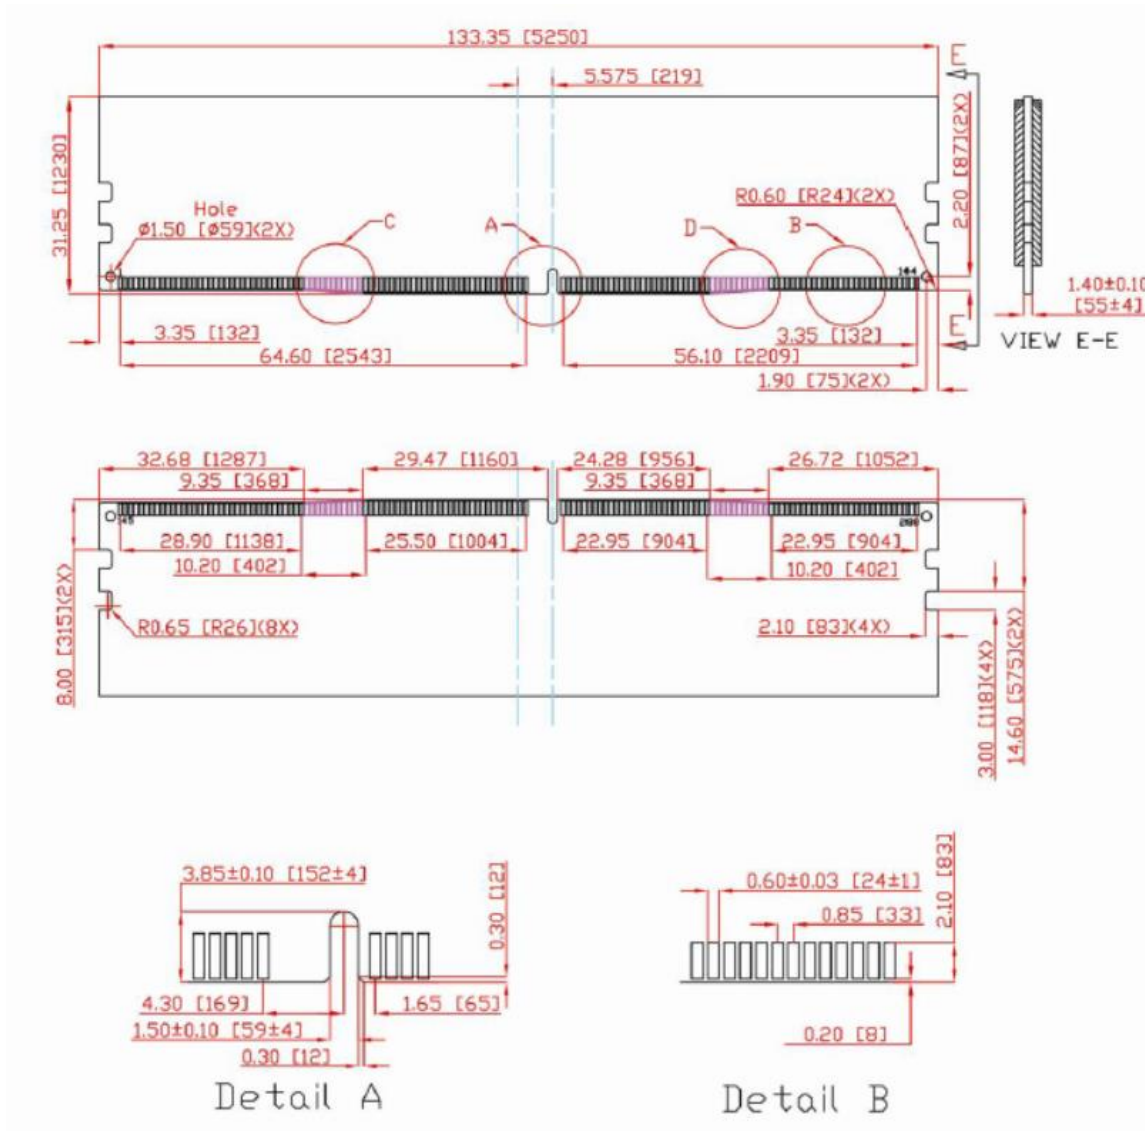 133.35 [5250]
5.575 [219]
E
31.25 [1230]
2.20 [87](2X)
Hole
Ø1.50 [Ø59](2X)
C
A
D
B
R0.60 [R24](2X)
1
144
1.40±0.10
[55±4]
3.35 [132]
3.35 [132]
E
VIEW E-E
64.60 [2543]
56.10 [2209]
1.90 [75](2X)
32.68 [1287]
29.47 [1160]
24.28 [956]
26.72 [1052]
9.35 [368]
9.35 [368]
28.90 [1138]
25.50 [1004]
22.95 [904]
22.95 [904]
10.20 [402]
10.20 [402]
8.00 [315](2X)
R0.65 [R26](8X)
2.10 [83](4X)
3.00 [118](4X)
14.60 [575](2X)
3.85±0.10 [152±4]
0.30 [12]
4.30 [169]
1.65 [65]
1.50±0.10 [59±4]
0.30 [12]
Detail A
0.60±0.03 [24±1]
0.85 [33]
2.10 [83]
0.20 [8]
Detail B